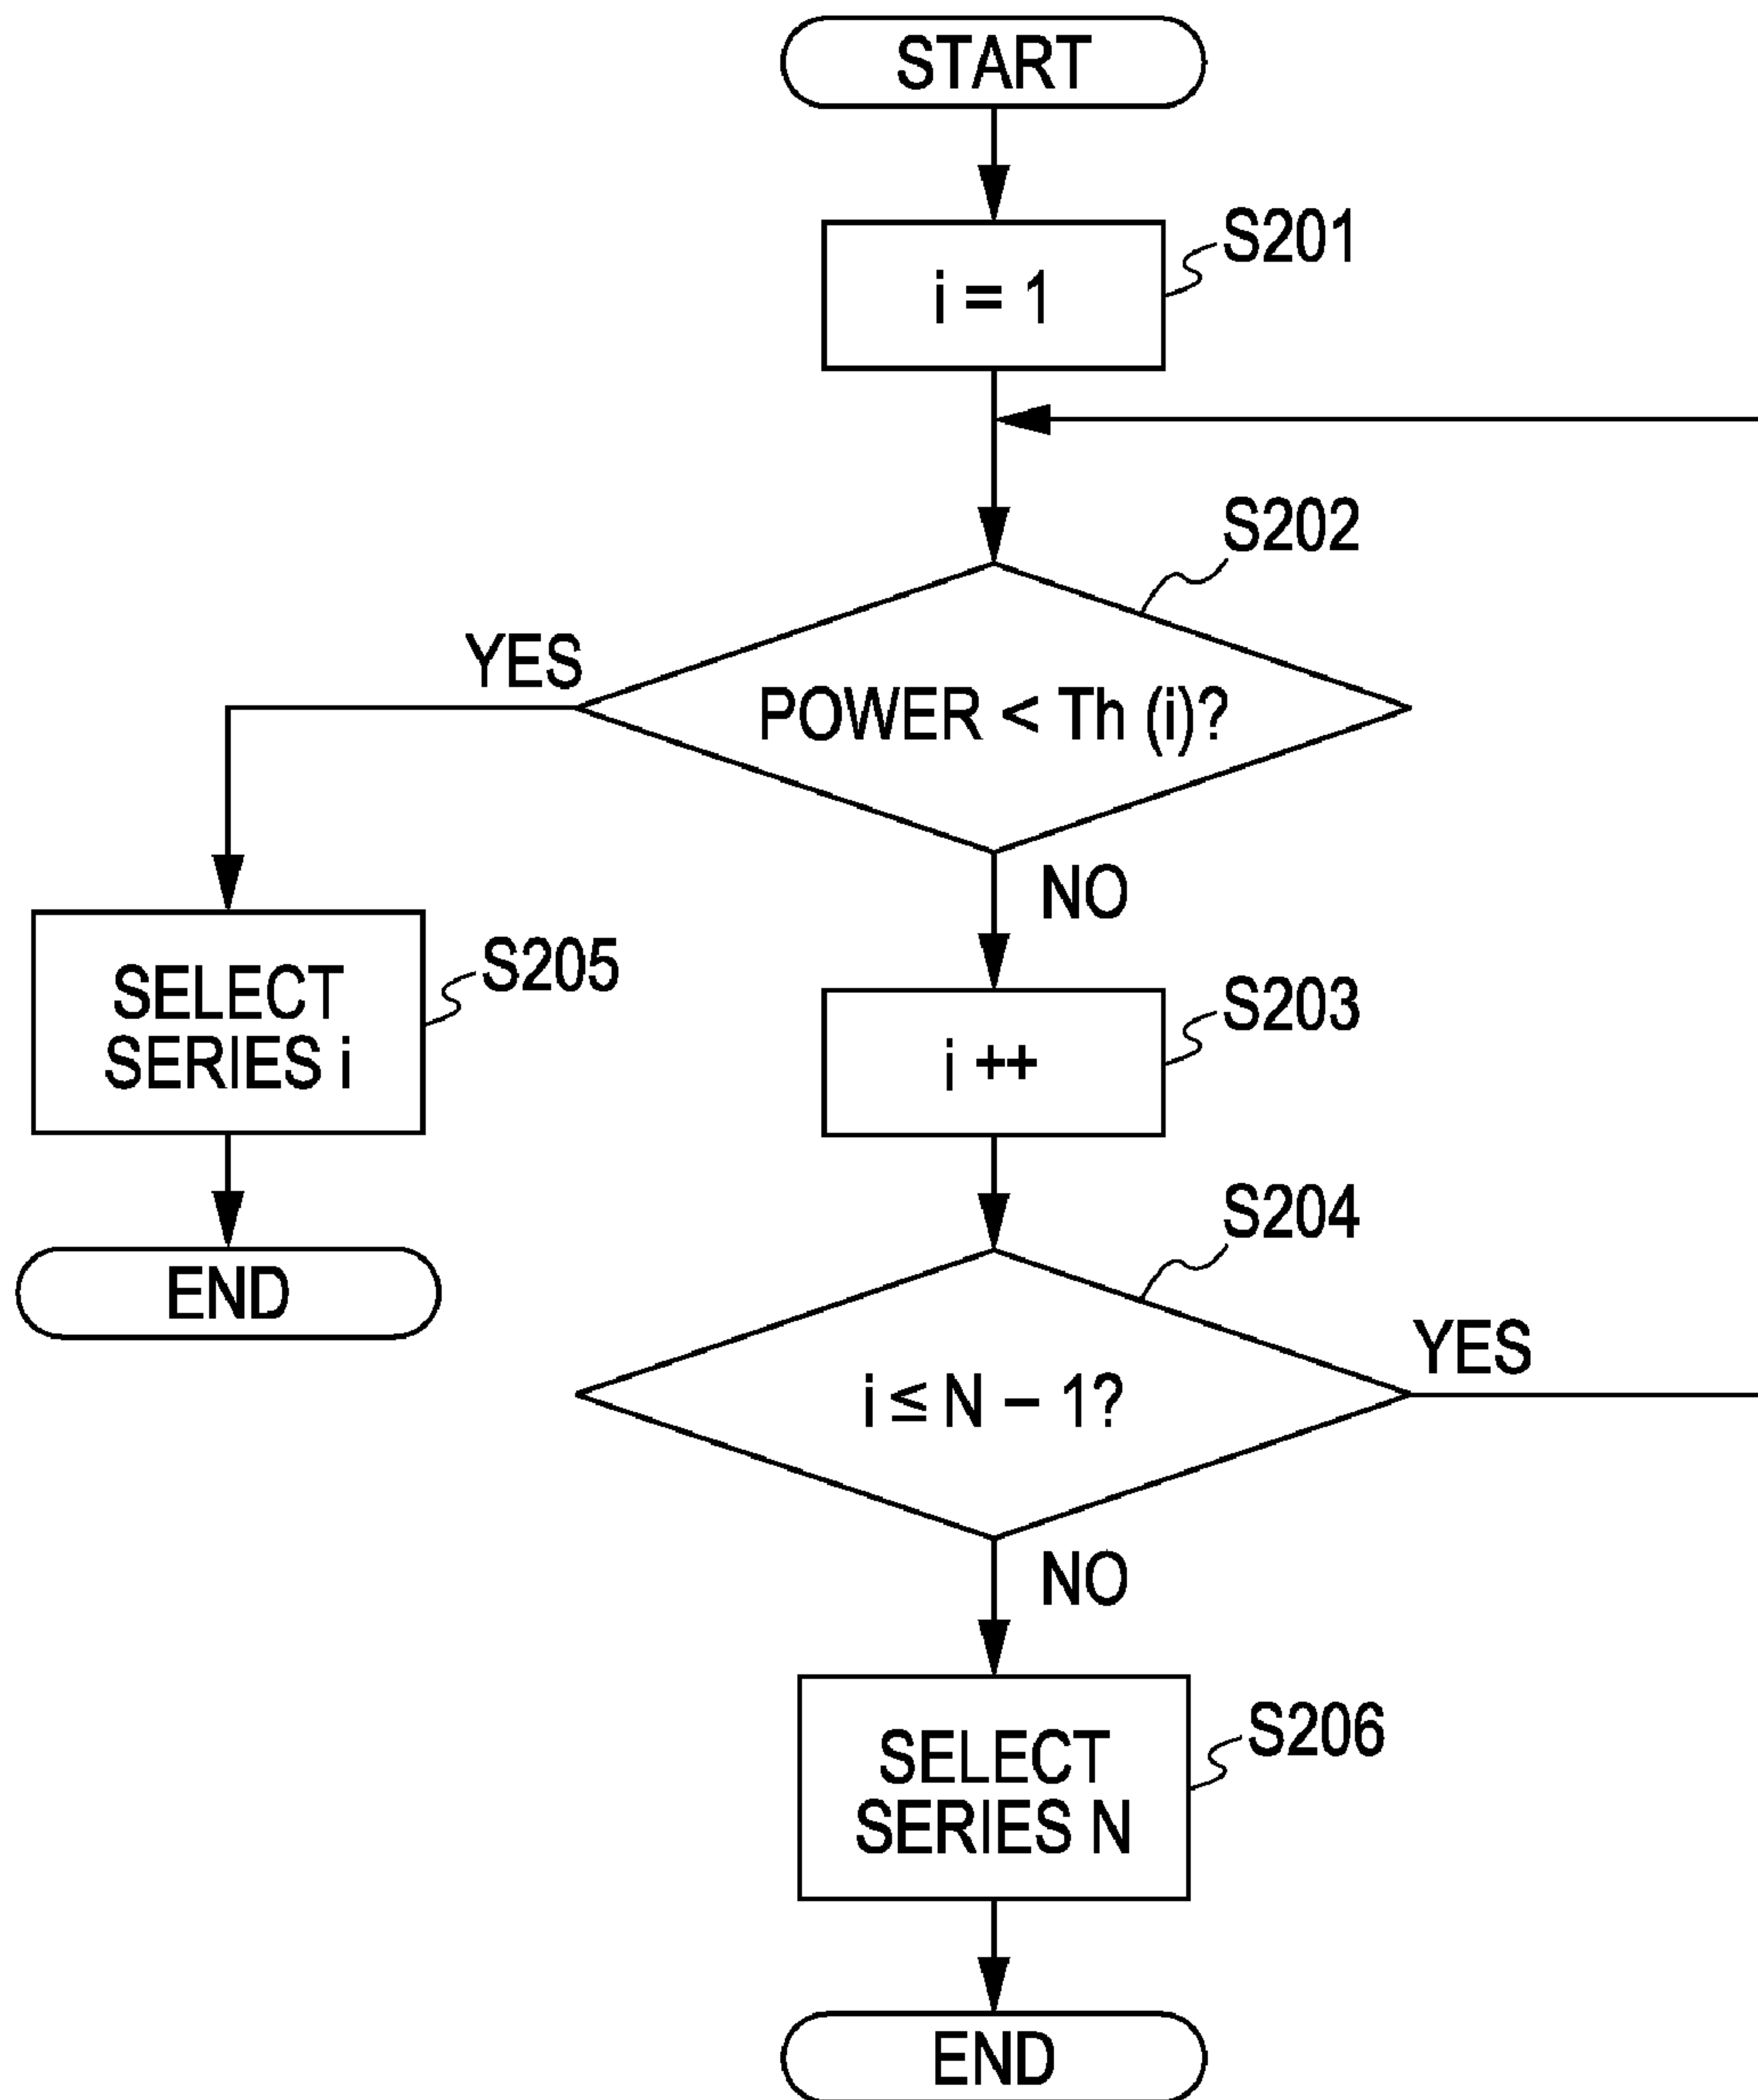 START
i = 1
S201
S202
POWER < Th (i)?
YES
NO
SELECT
SERIES i
S205
END
i ++
S203
S204
i ≤ N – 1?
YES
NO
SELECT
SERIES N
S206
END